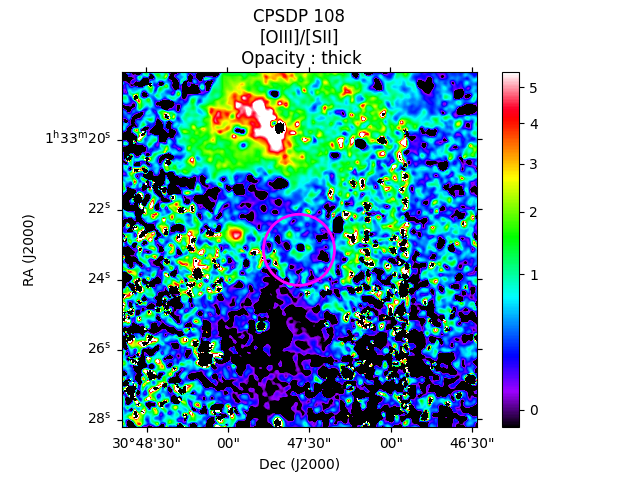 CPSDP 108
[OIII]/[SII]
Opacity : thick
1ʰ33ᵐ20ˢ
22ˢ
24ˢ
26ˢ
28ˢ
RA (J2000)
30°48'30" 00" 47'30" 00" 46'30"
Dec (J2000)
5
4
3
2
1
0